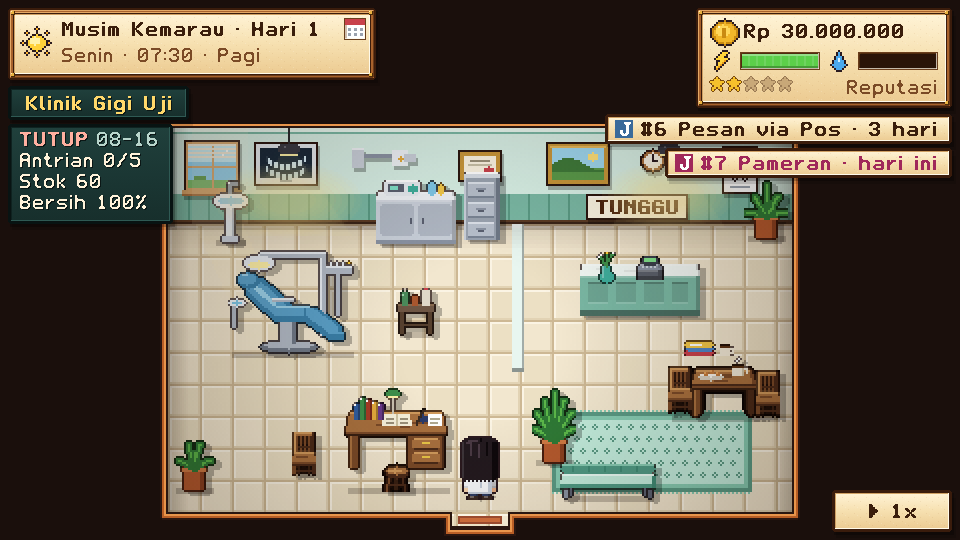 Musim Kemarau · Hari 1
Senin · 07:30 · Pagi
Rp 30.000.000
Reputasi
Klinik Gigi Uji
TUTUP 08-16
Antrian 0/5
Stok 60
Bersih 100%
J #6 Pesan via Pos · 3 hari
J #7 Pameran · hari ini
TUNGGU
1x